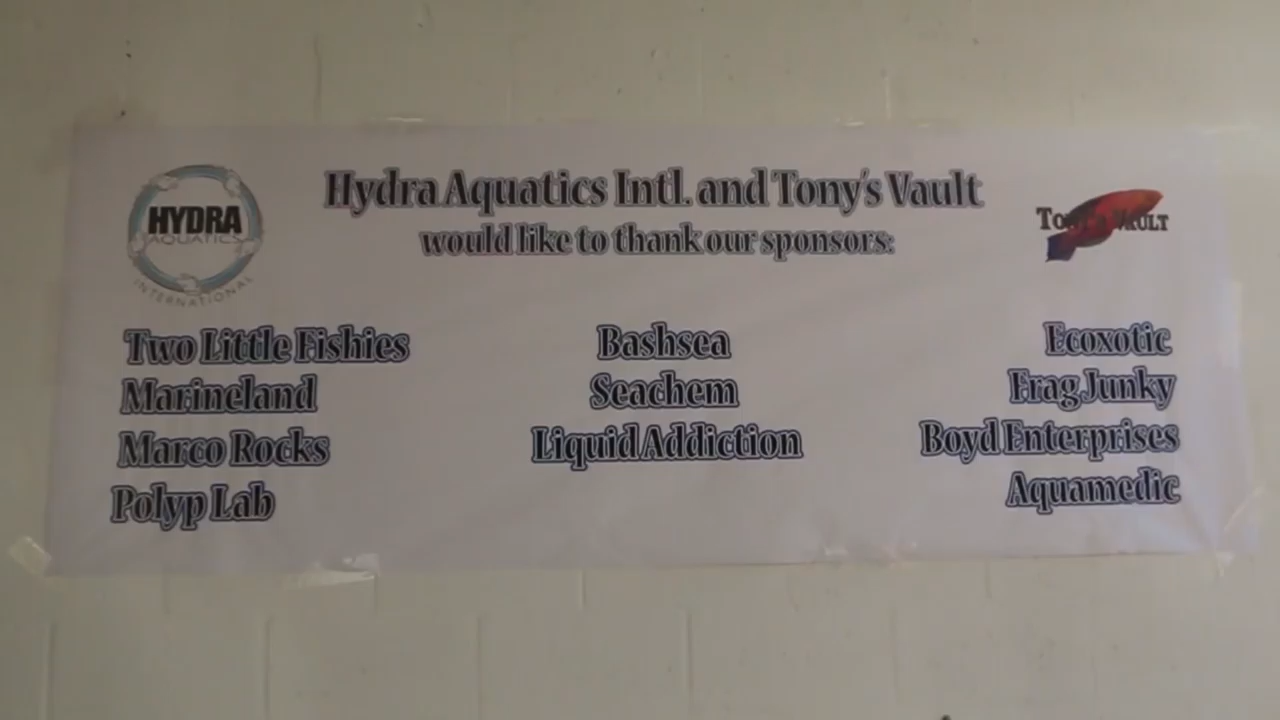 HYDRA
AQUATICS
INTERNATIONAL
Hydra Aquatics Intl. and Tony's Vault
would like to thank our sponsors:
Tony's Vault
Two Little Fishies
Marineland
Marco Rocks
Polyp Lab
Bashsea
Seachem
Liquid Addiction
Ecoxotic
Frag Junky
Boyd Enterprises
Aquamedic